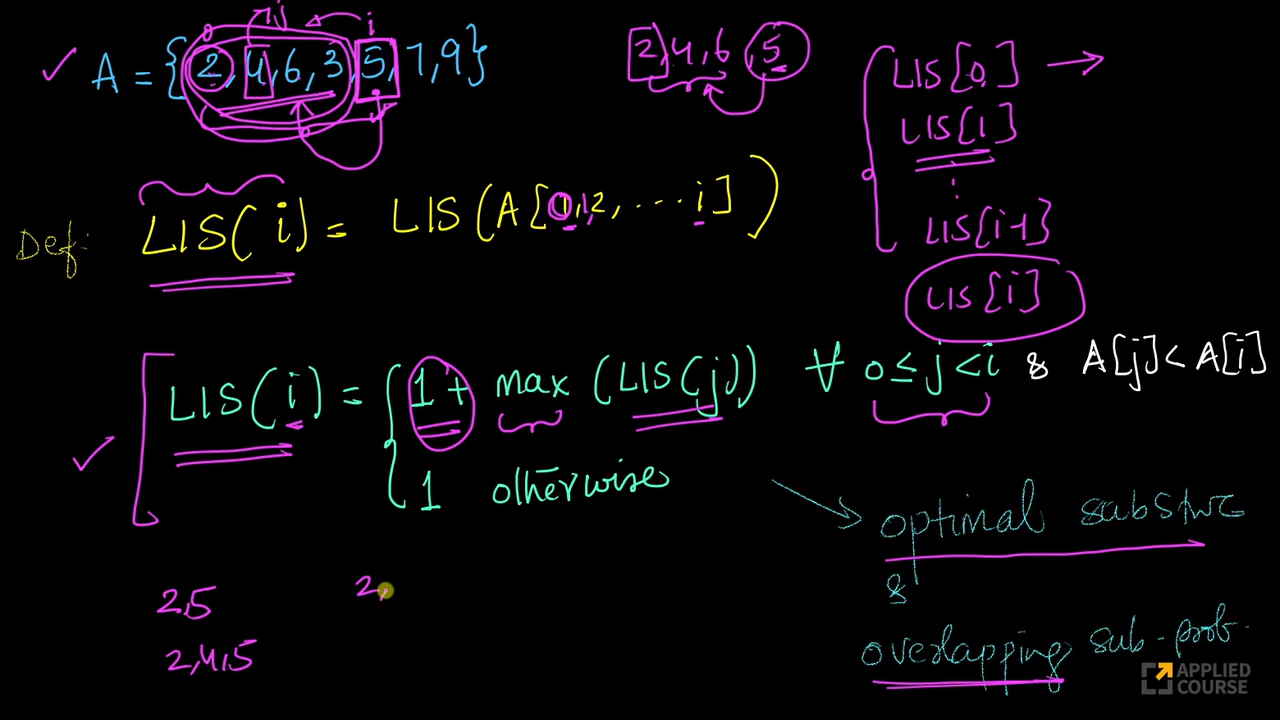 A = {2, 4, 6, 3, 5, 7, 9}
0
j
i
2, 4, 6, 5
LIS[0] →
LIS[1]
⋮
LIS[i-1]
LIS[i]
Def: LIS(i) = LIS(A[0,1,2, ... i])
LIS(i) = { 1 + max (LIS(j)) ∀ 0 ≤ j < i & A[j] < A[i]
1 otherwise
optimal substruc
&
overlapping sub-prob.
2,5
2,4,5
2,
APPLIED
COURSE